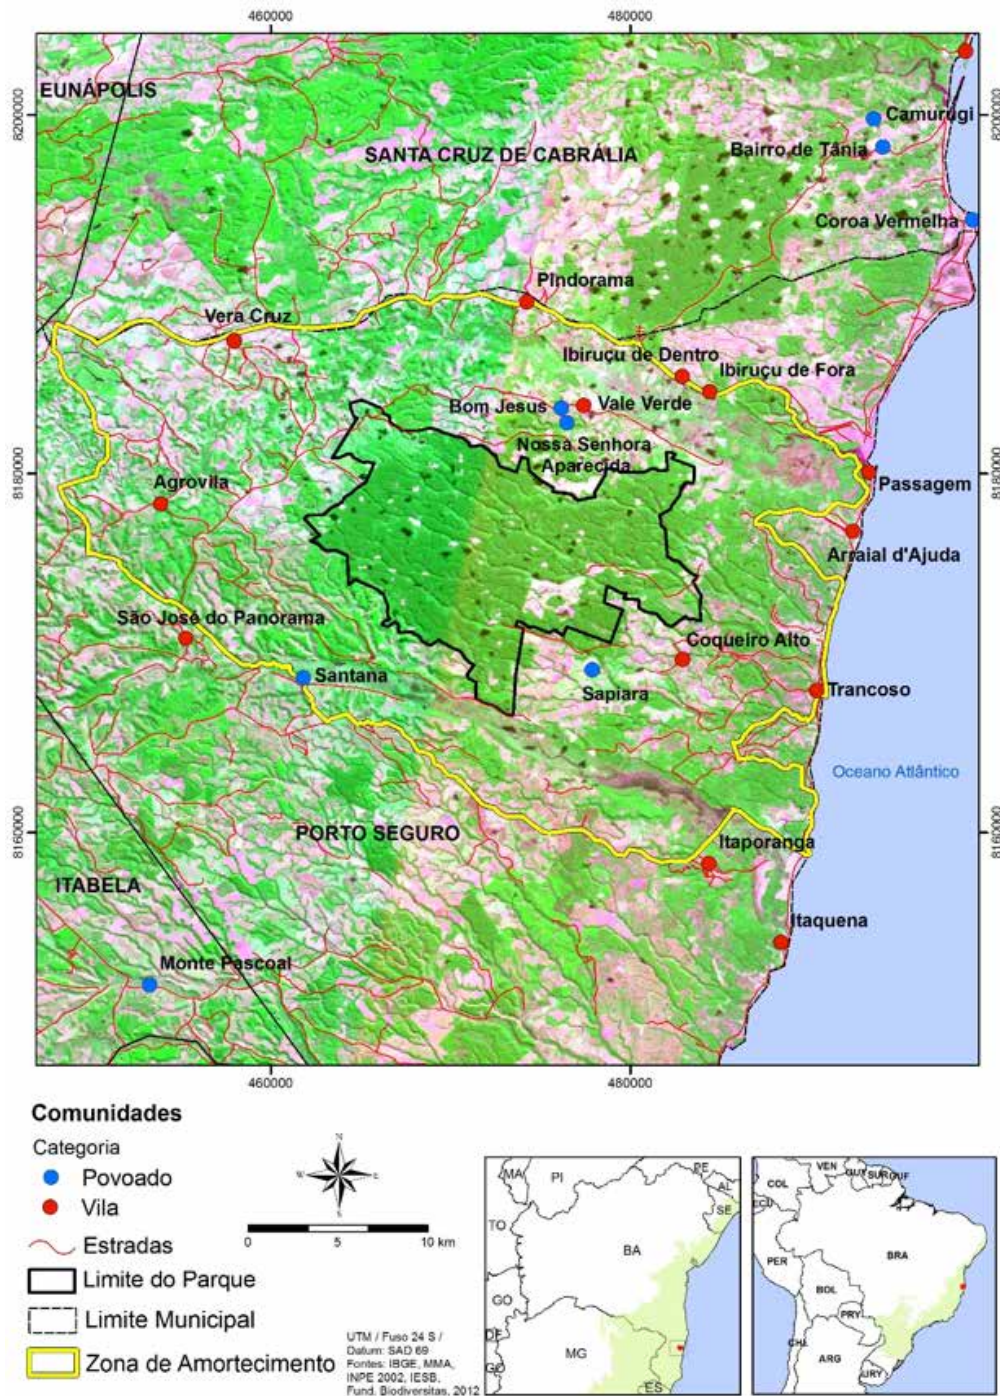 460000
480000
EUNÁPOLIS
8200000
8200000
Camurugi
SANTA CRUZ DE CABRÁLIA
Bairro de Tânia
Coroa Vermelha
Pindorama
Vera Cruz
Ibiruçu de Dentro
Ibiruçu de Fora
Bom Jesus
Vale Verde
Nossa Senhora
Aparecida
8180000
8180000
Agrovila
Passagem
Arraial d'Ajuda
São José do Panorama
Coqueiro Alto
Santana
Sapiara
Trancoso
Oceano Atlântico
8160000
8160000
PORTO SEGURO
Itaporanga
ITABELA
Itaquena
Monte Pascoal
460000
480000
Comunidades
Categoria
Povoado
Vila
Estradas
Limite do Parque
Limite Municipal
Zona de Amortecimento
N
W
E
S
0
5
10 km
UTM / Fuso 24 S /
Datum: SAD 69
Fontes: IBGE, MMA,
INPE 2002, IESB,
Fund. Biodiversitas, 2012
MA
PI
PE
AL
SE
TO
BA
GO
DF
GO
MG
ES
VEN
GUY
SUR
GUF
COL
ECU
PER
BRA
BOL
PRY
CHL
ARG
URY